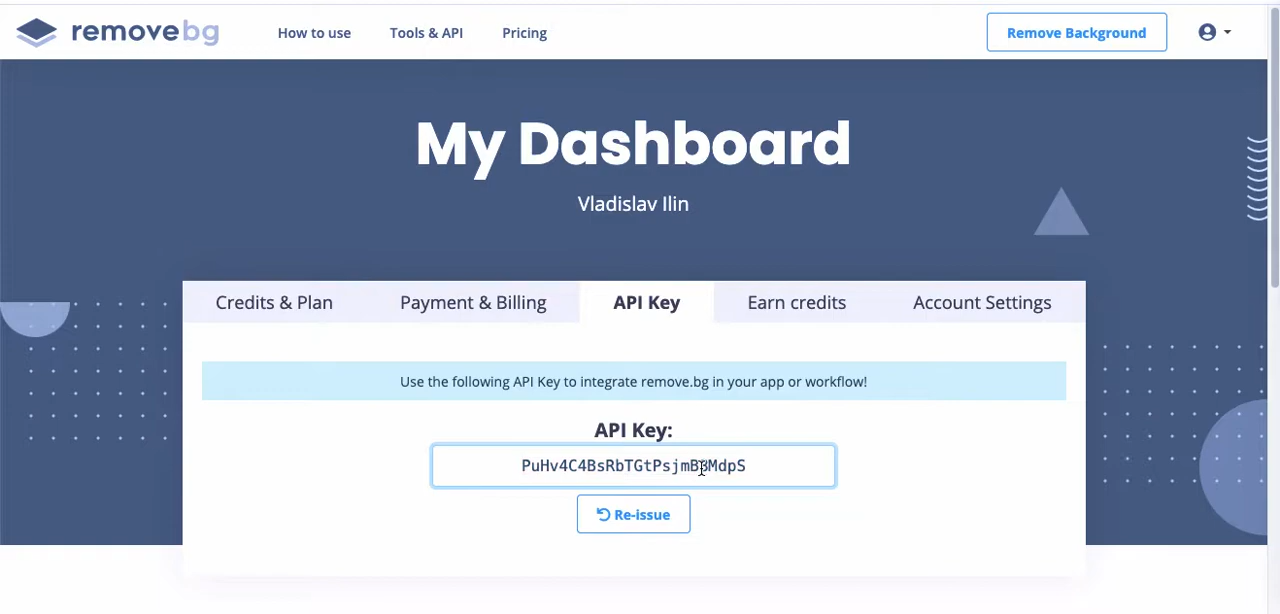 removebg
How to use
Tools & API
Pricing
Remove Background
My Dashboard
Vladislav Ilin
Credits & Plan
Payment & Billing
API Key
Earn credits
Account Settings
Use the following API Key to integrate remove.bg in your app or workflow!
API Key:
Re-issue